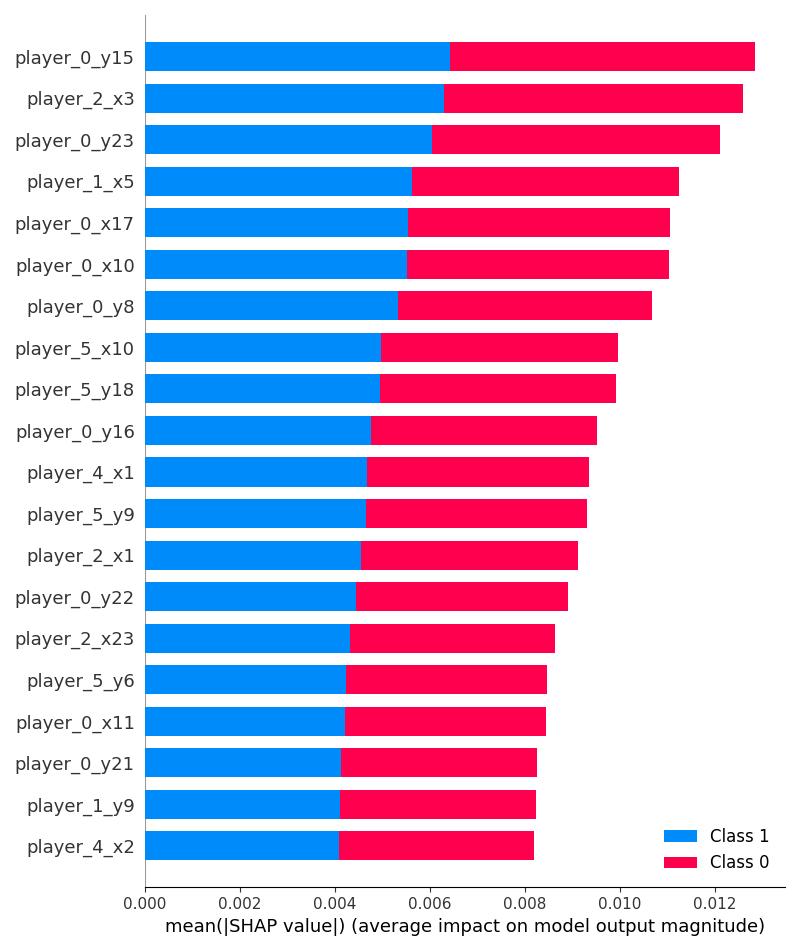 player_0_y15
player_2_x3
player_0_y23
player_1_x5
player_0_x17
player_0_x10
player_0_y8
player_5_x10
player_5_y18
player_0_y16
player_4_x1
player_5_y9
player_2_x1
player_0_y22
player_2_x23
player_5_y6
player_0_x11
player_0_y21
player_1_y9
player_4_x2
Class 1
Class 0
0.000 0.002 0.004 0.006 0.008 0.010 0.012
mean(|SHAP value|) (average impact on model output magnitude)